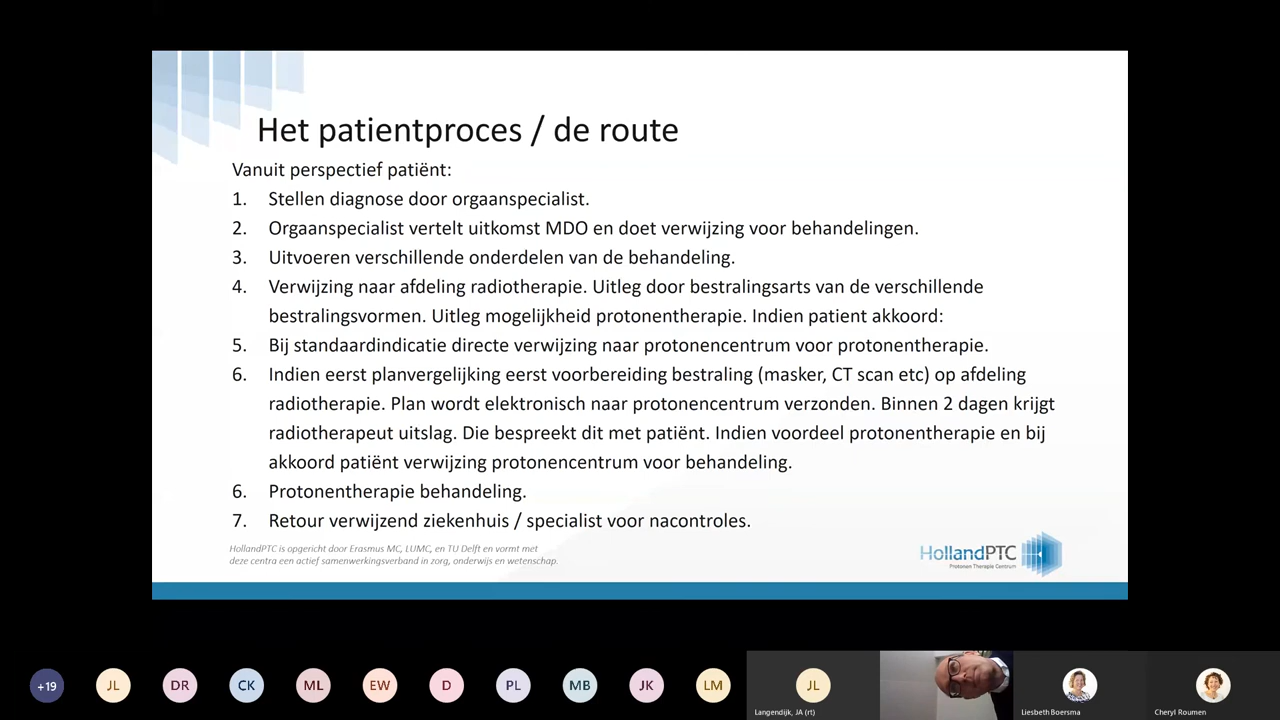 Het patientproces / de route
Vanuit perspectief patiënt:
1. Stellen diagnose door orgaanspecialist.
2. Orgaanspecialist vertelt uitkomst MDO en doet verwijzing voor behandelingen.
3. Uitvoeren verschillende onderdelen van de behandeling.
4. Verwijzing naar afdeling radiotherapie. Uitleg door bestralingsarts van de verschillende
bestralingsvormen. Uitleg mogelijkheid protonentherapie. Indien patient akkoord:
5. Bij standaardindicatie directe verwijzing naar protonencentrum voor protonentherapie.
6. Indien eerst planvergelijking eerst voorbereiding bestraling (masker, CT scan etc) op afdeling
radiotherapie. Plan wordt elektronisch naar protonencentrum verzonden. Binnen 2 dagen krijgt
radiotherapeut uitslag. Die bespreekt dit met patiënt. Indien voordeel protonentherapie en bij
akkoord patiënt verwijzing protonencentrum voor behandeling.
6. Protonentherapie behandeling.
7. Retour verwijzend ziekenhuis / specialist voor nacontroles.
HollandPTC is opgericht door Erasmus MC, LUMC, en TU Delft en vormt met
deze centra een actief samenwerkingsverband in zorg, onderwijs en wetenschap.
HollandPTC
Protonen Therapie Centrum
+19 JL DR CK ML EW D PL MB JK LM JL
Langendijk, JA (rt) Liesbeth Boersma Cheryl Roumen